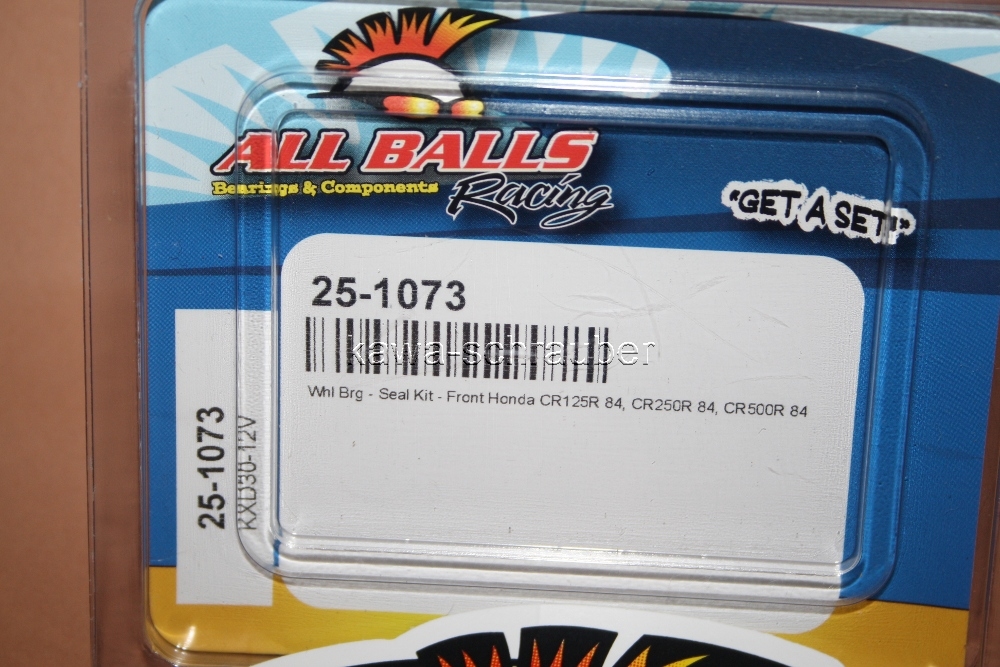 ALL BALLS
Bearings & Components
Racing
"GET A SET!"
25-1073
kawa-schrauber
Whl Brg - Seal Kit - Front Honda CR125R 84, CR250R 84, CR500R 84
25-1073
KXD30-12V